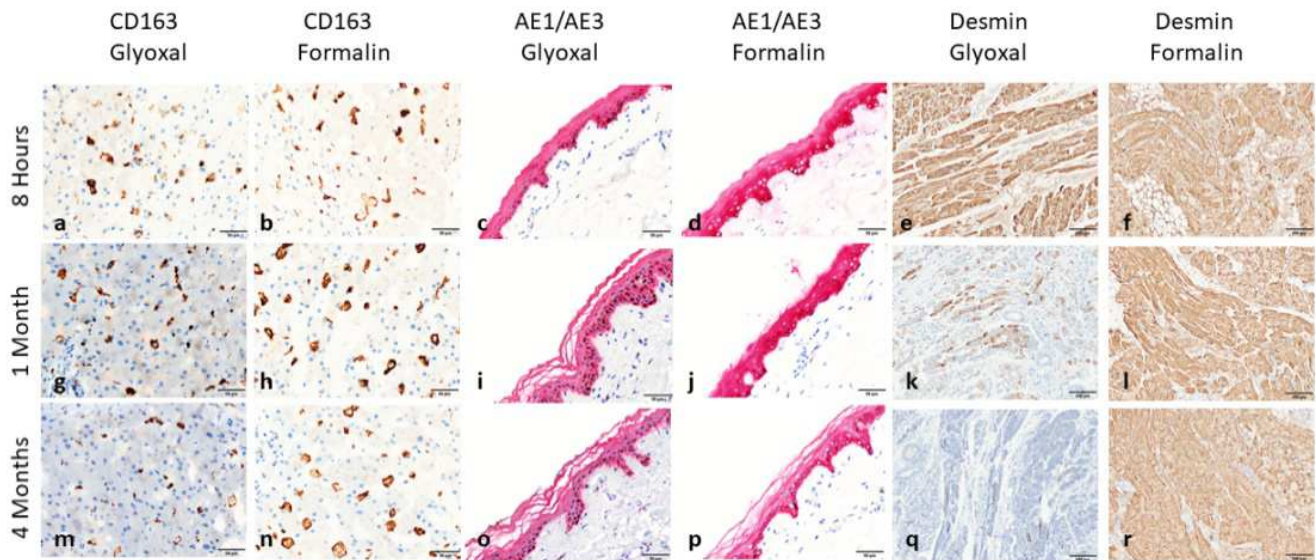 CD163 CD163 AE1/AE3 AE1/AE3 Desmin Desmin
Glyoxal Formalin Glyoxal Formalin Glyoxal Formalin
8 Hours
a b c d e f
1 Month
g h i j k l
4 Months
m n o p q r